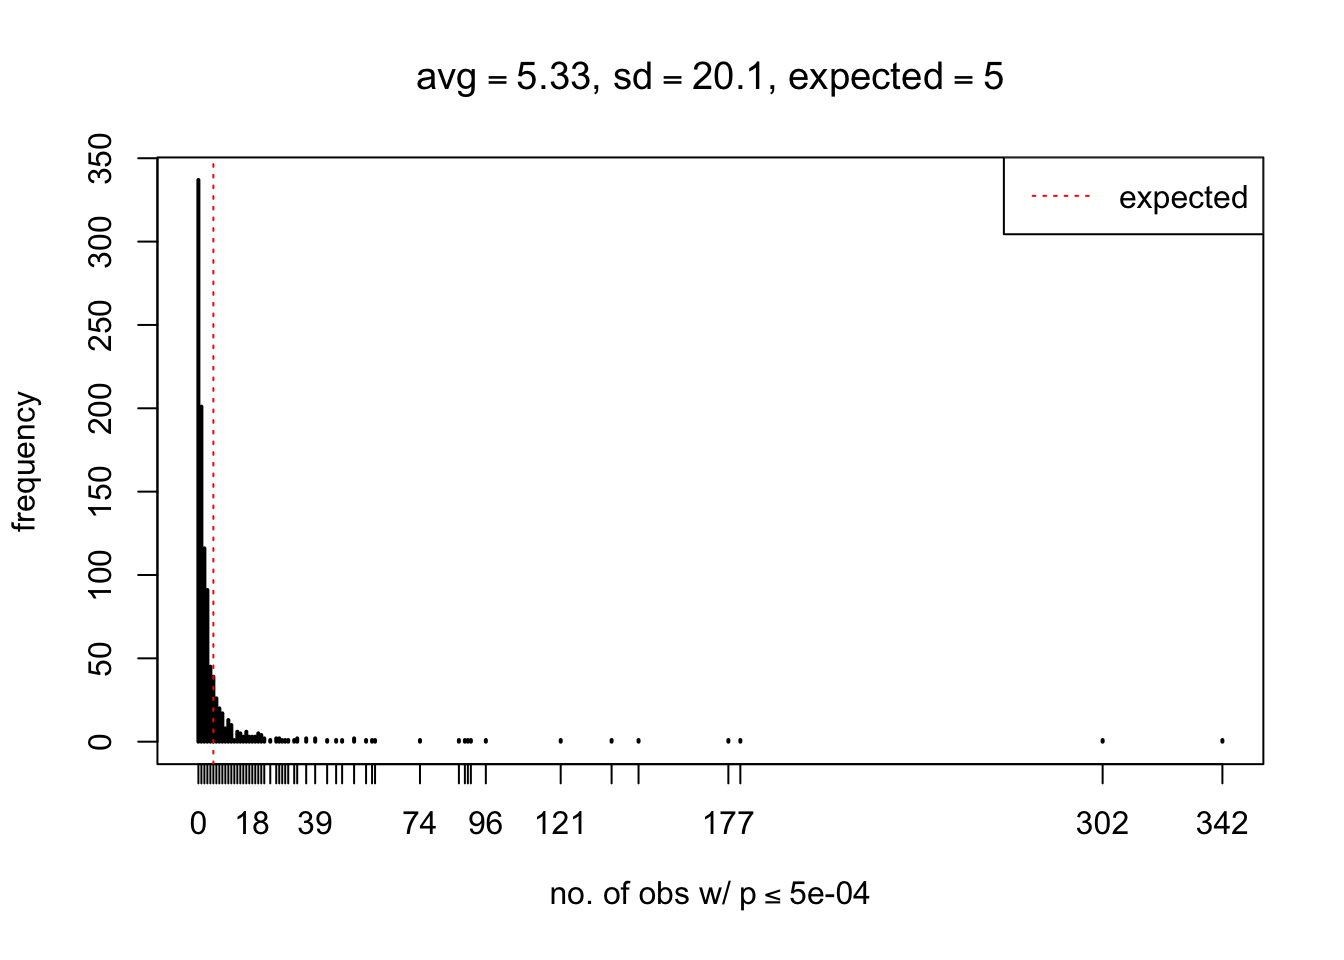 avg = 5.33, sd = 20.1, expected = 5
expected
frequency
350
300
250
200
150
100
50
0
0 18 39 74 96 121 177 302 342
no. of obs w/ p ≤ 5e-04